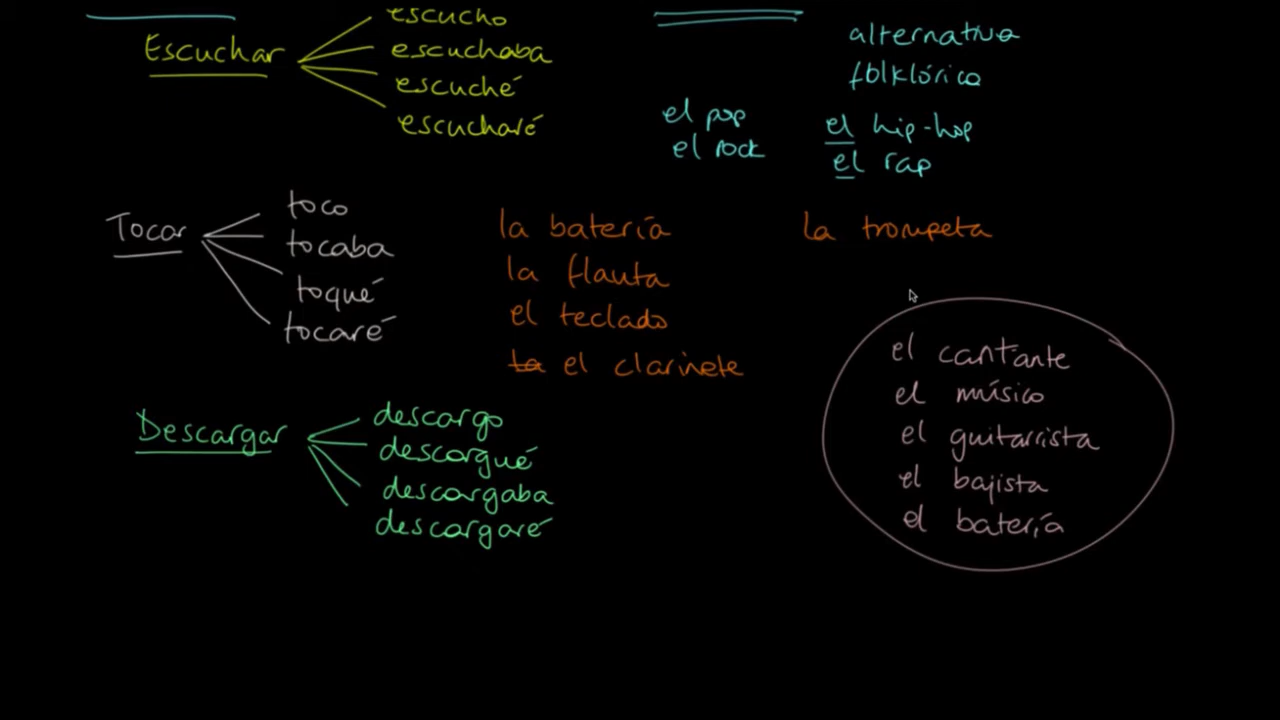 Escuchar
escucho
escuchaba
escuché
escucharé
alternativo
folklórico
el pop
el rock
el hip-hop
el rap
Tocar
toco
tocaba
toqué
tocaré
la batería
la flauta
el teclado
la el clarinete
la trompeta
el cantante
el músico
el guitarrista
el bajista
el batería
Descargar
descargo
descargué
descargaba
descargaré